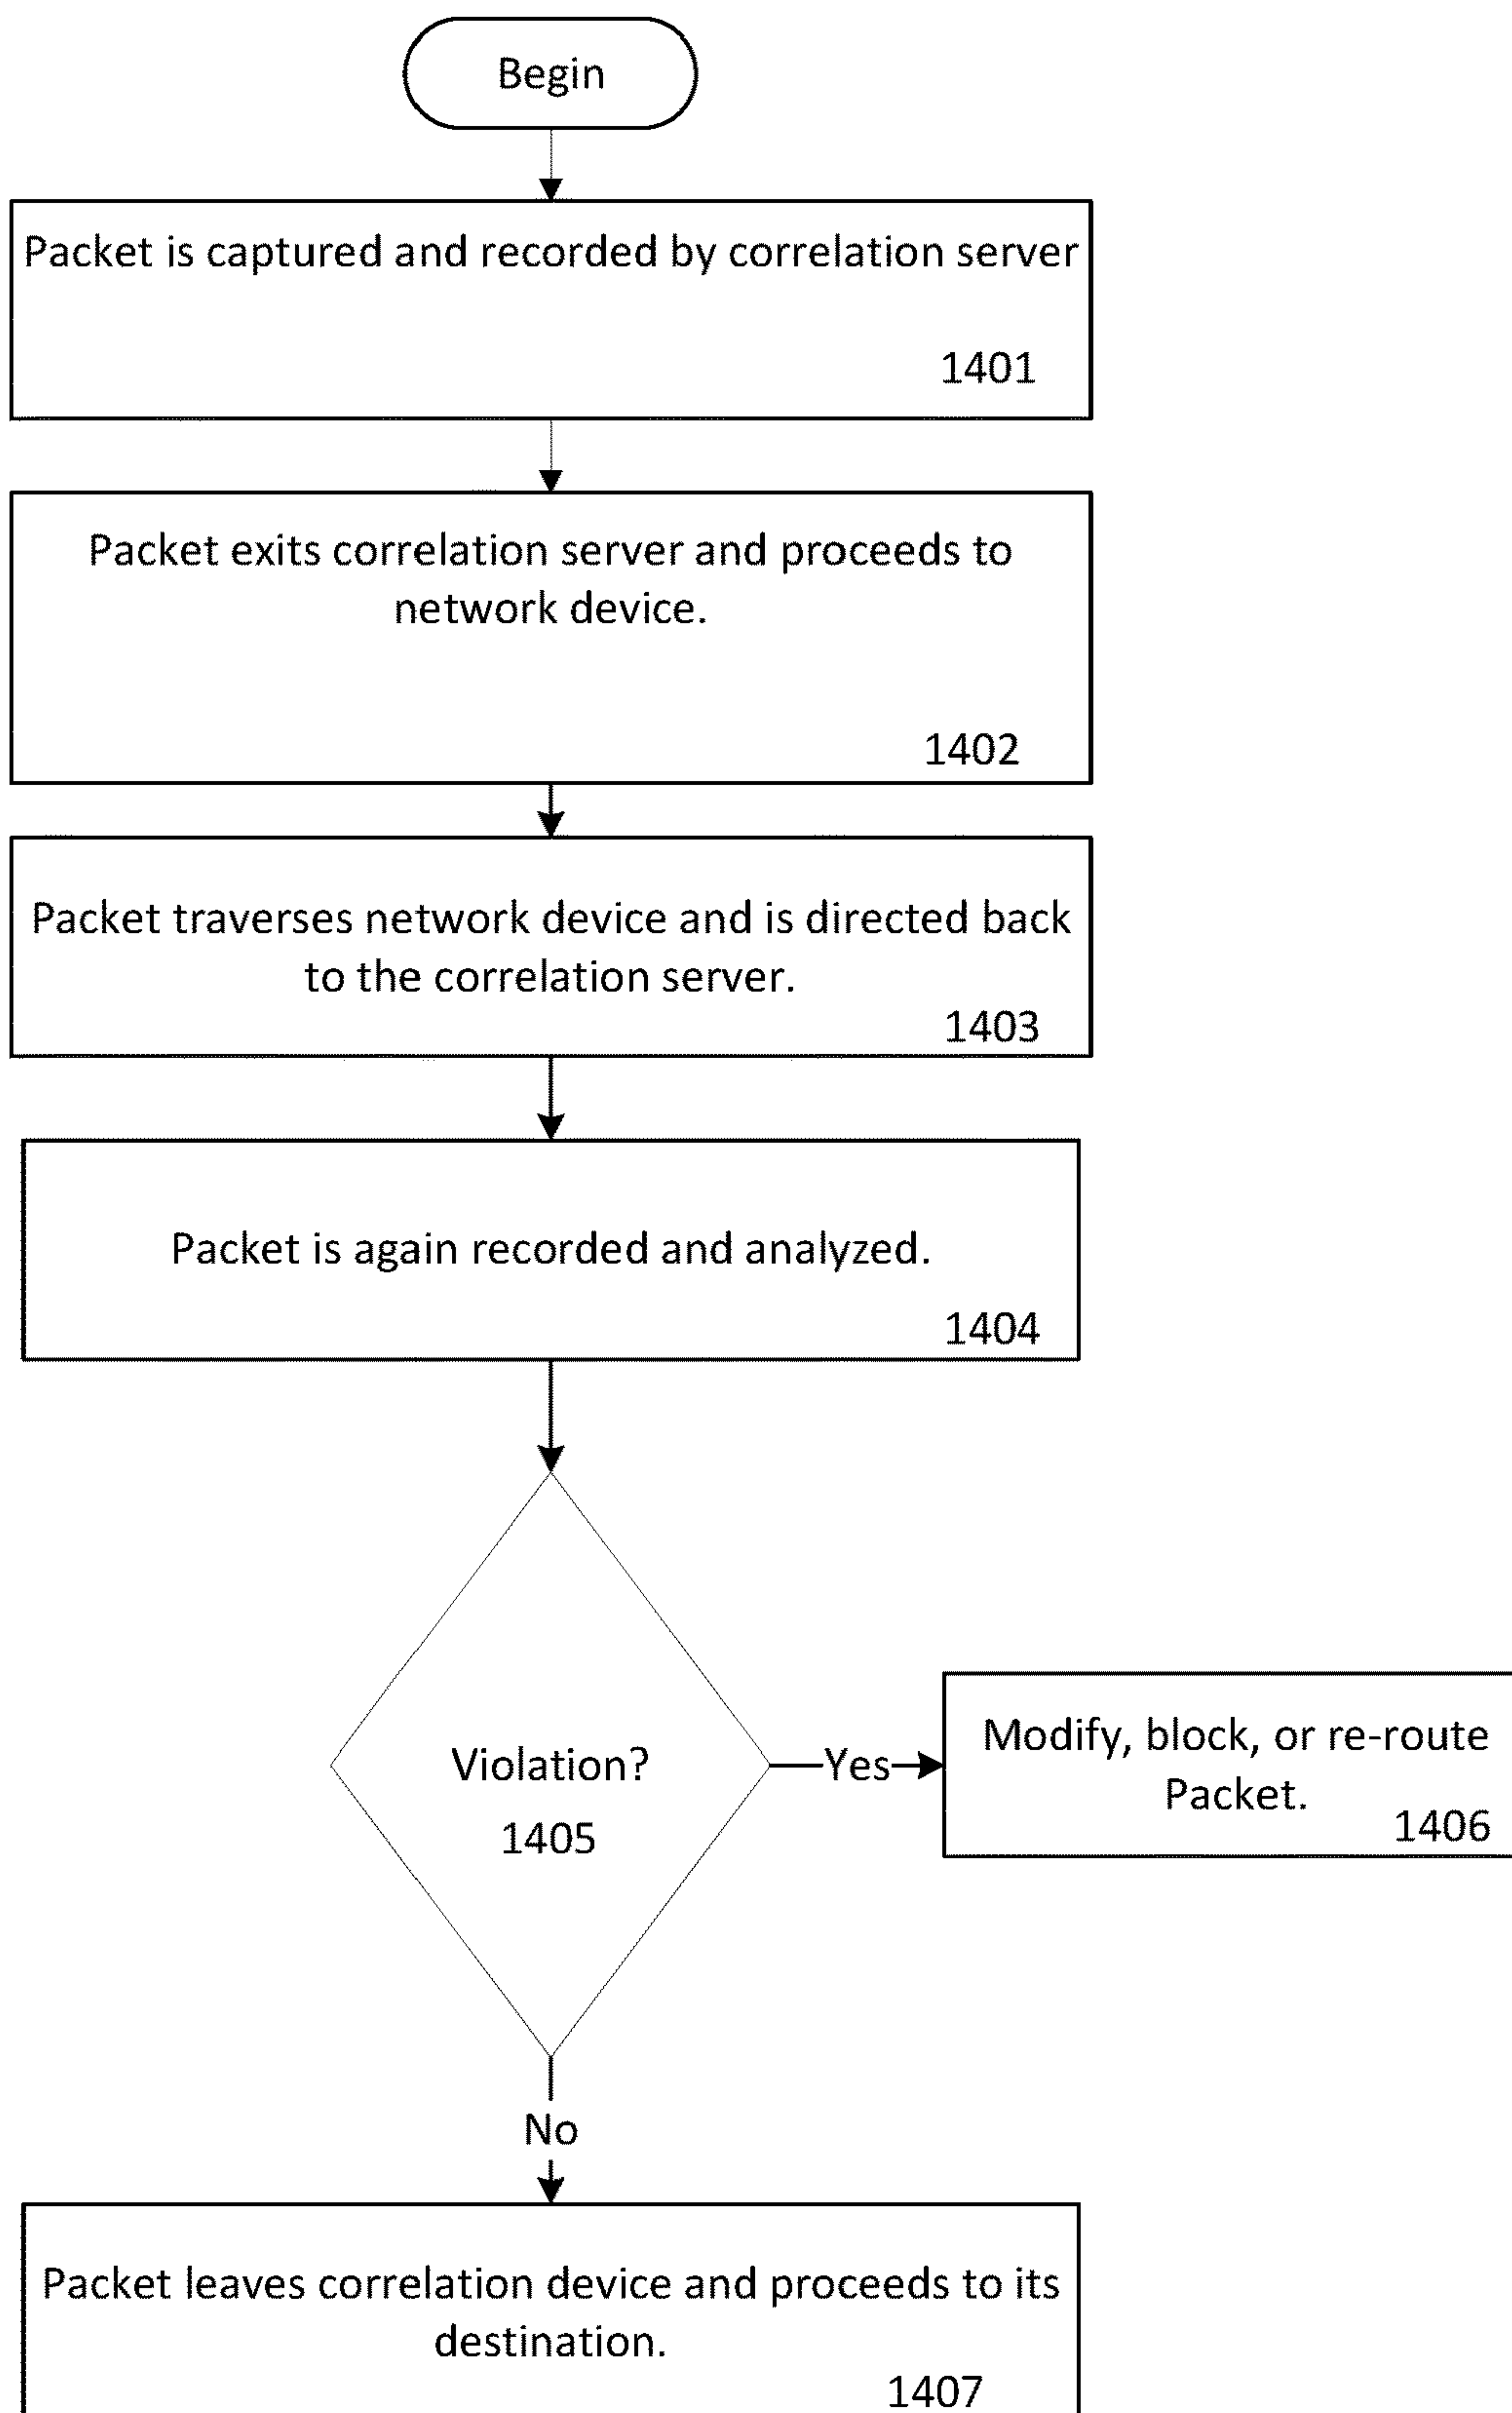 Begin
Packet is captured and recorded by correlation server
1401
Packet exits correlation server and proceeds to
network device.
1402
Packet traverses network device and is directed back
to the correlation server.
1403
Packet is again recorded and analyzed.
1404
Violation?
1405
Yes
Modify, block, or re-route
Packet.
1406
No
Packet leaves correlation device and proceeds to its
destination.
1407